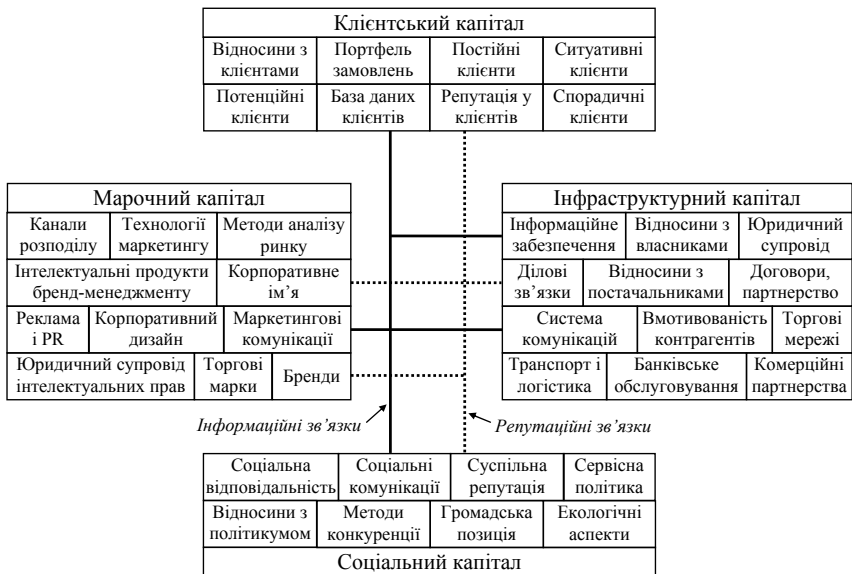 Клієнтський капітал
Відносини з клієнтами
Портфель замовлень
Постійні клієнти
Ситуативні клієнти
Потенційні клієнти
База даних клієнтів
Репутація у клієнтів
Спорадичні клієнти
Марочний капітал
Канали розподілу
Технології маркетингу
Методи аналізу ринку
Інтелектуальні продукти бренд-менеджменту
Корпоративне ім’я
Реклама і PR
Корпоративний дизайн
Маркетингові комунікації
Юридичний супровід інтелектуальних прав
Торгові марки
Бренди
Інфраструктурний капітал
Інформаційне забезпечення
Відносини з власниками
Юридичний супровід
Ділові зв’язки
Відносини з постачальниками
Договори, партнерство
Система комунікацій
Вмотивованість контрагентів
Торгові мережі
Транспорт і логістика
Банківське обслуговування
Комерційні партнерства
Інформаційні зв’язки
Репутаційні зв’язки
Соціальна відповідальність
Соціальні комунікації
Суспільна репутація
Сервісна політика
Відносини з політикумом
Методи конкуренції
Громадська позиція
Екологічні аспекти
Соціальний капітал